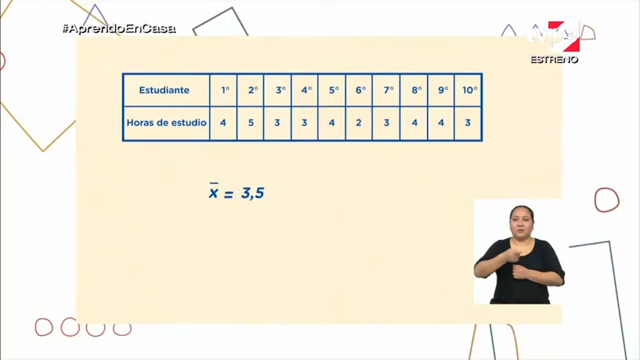 #AprendoEnCasa
ESTRENO
Estudiante 1° 2° 3° 4° 5° 6° 7° 8° 9° 10°
Horas de estudio 4 5 3 3 4 2 3 4 4 3
x̅ = 3,5